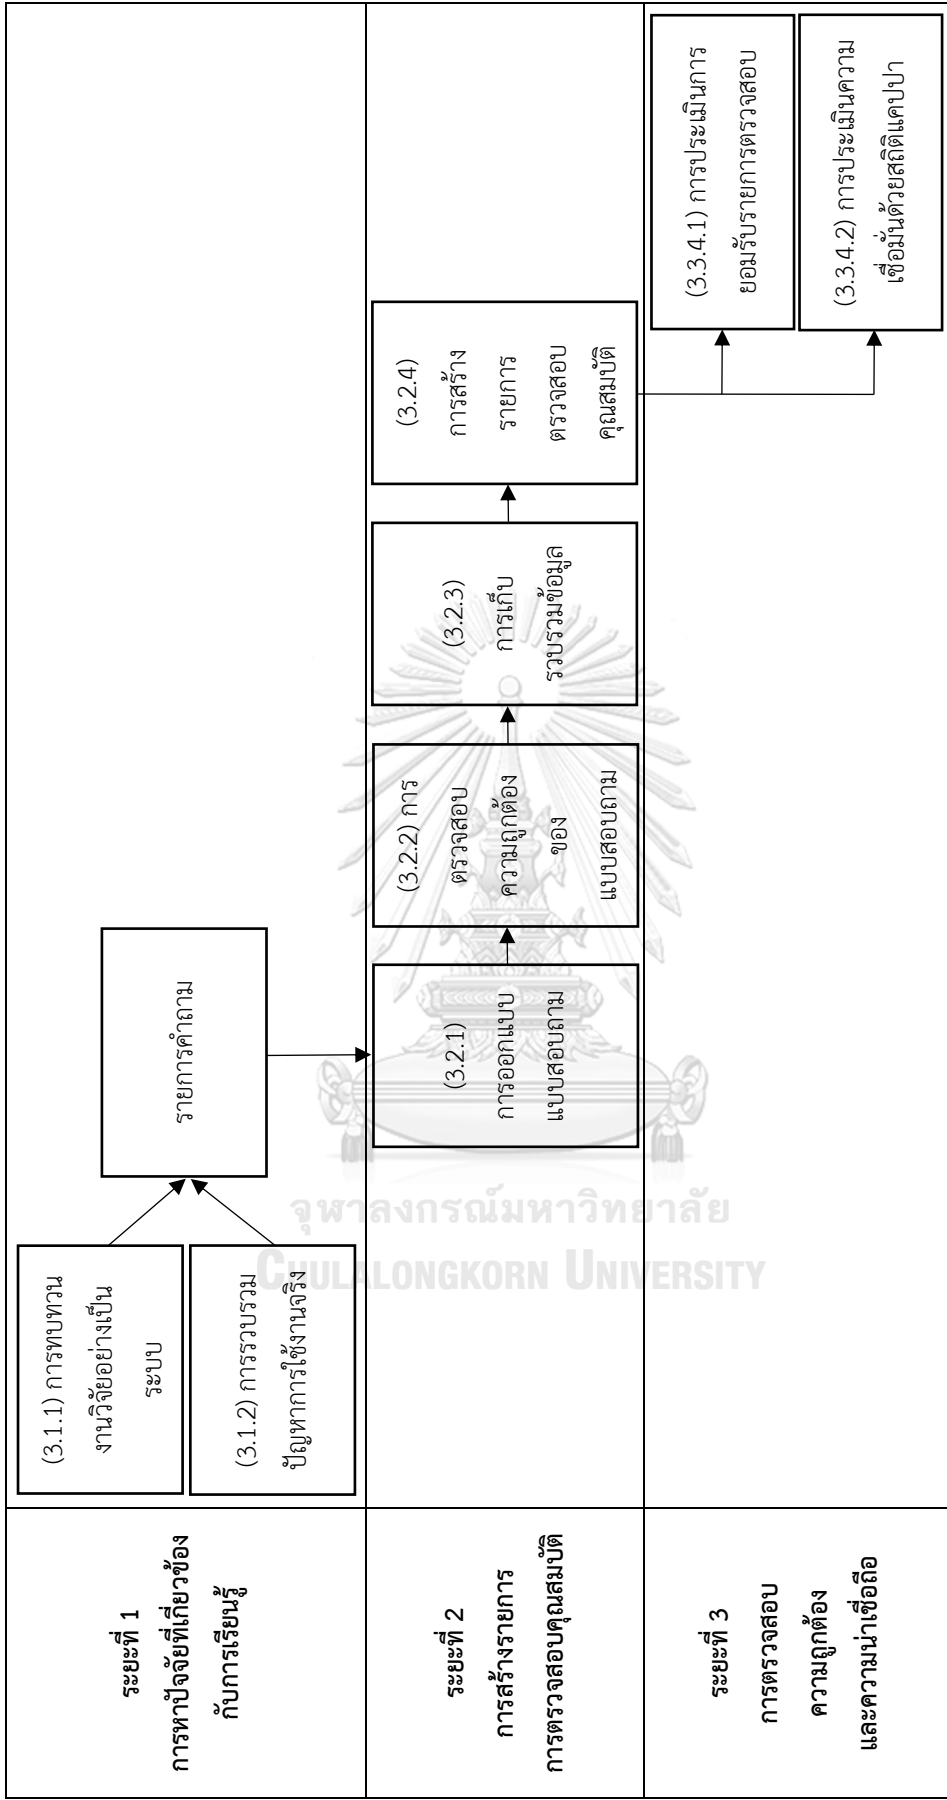 ระยะที่ 1
การหาปัจจัยที่เกี่ยวข้อง
กับการเรียนรู้
(3.1.1) การทบทวน
งานวิจัยอย่างเป็น
ระบบ
(3.1.2) การรวบรวม
ปัญหาการใช้งานจริง
รายการคำถาม
ระยะที่ 2
การสร้างรายการ
การตรวจสอบคุณสมบัติ
(3.2.1)
การออกแบบ
แบบสอบถาม
(3.2.2) การ
ตรวจสอบ
ความถูกต้อง
ของ
แบบสอบถาม
(3.2.3)
การเก็บ
รวบรวมข้อมูล
(3.2.4)
การสร้าง
รายการ
ตรวจสอบ
คุณสมบัติ
ระยะที่ 3
การตรวจสอบ
ความถูกต้อง
และความน่าเชื่อถือ
(3.3.4.1) การประเมินการ
ยอมรับรายการตรวจสอบ
(3.3.4.2) การประเมินความ
เชื่อมั่นด้วยสถิติแคปปา
จุฬาลงกรณ์มหาวิทยาลัย
CHULALONGKORN UNIVERSITY